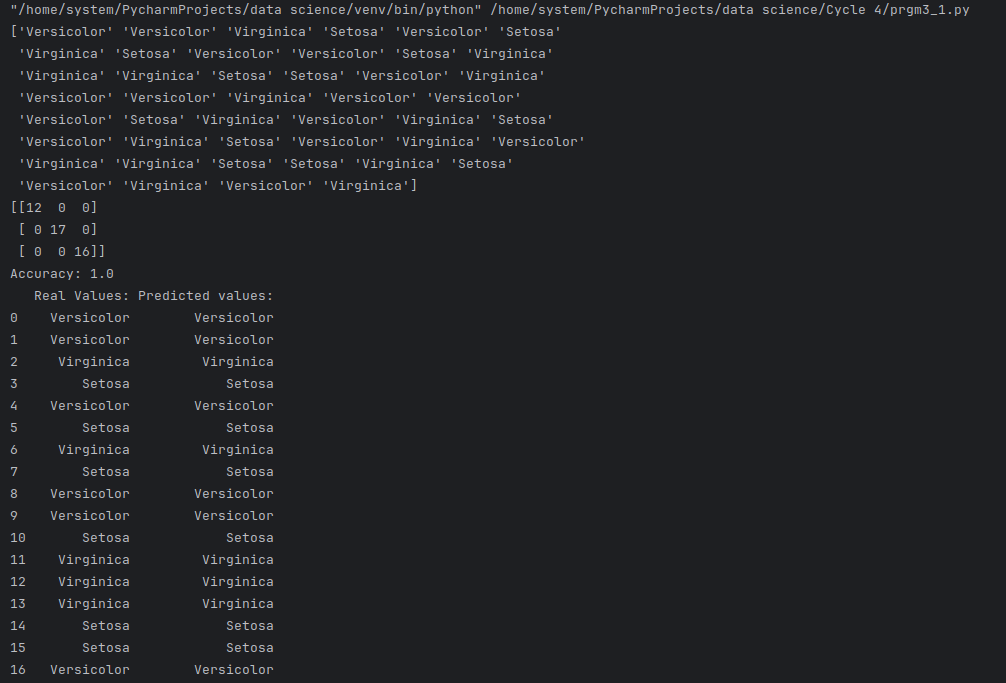 "/home/system/PycharmProjects/data science/venv/bin/python" /home/system/PycharmProjects/data science/Cycle 4/prgm3_1.py
['Versicolor' 'Versicolor' 'Virginica' 'Setosa' 'Versicolor' 'Setosa'
 'Virginica' 'Setosa' 'Versicolor' 'Versicolor' 'Setosa' 'Virginica'
 'Virginica' 'Virginica' 'Setosa' 'Setosa' 'Versicolor' 'Virginica'
 'Versicolor' 'Versicolor' 'Virginica' 'Versicolor' 'Versicolor'
 'Versicolor' 'Setosa' 'Virginica' 'Versicolor' 'Virginica' 'Setosa'
 'Versicolor' 'Virginica' 'Setosa' 'Versicolor' 'Virginica' 'Versicolor'
 'Virginica' 'Virginica' 'Setosa' 'Setosa' 'Virginica' 'Setosa'
 'Versicolor' 'Virginica' 'Versicolor' 'Virginica']
[[12  0  0]
 [ 0 17  0]
 [ 0  0 16]]
Accuracy: 1.0
   Real Values: Predicted values:
0    Versicolor        Versicolor
1    Versicolor        Versicolor
2     Virginica         Virginica
3        Setosa            Setosa
4    Versicolor        Versicolor
5        Setosa            Setosa
6     Virginica         Virginica
7        Setosa            Setosa
8    Versicolor        Versicolor
9    Versicolor        Versicolor
10       Setosa            Setosa
11    Virginica         Virginica
12    Virginica         Virginica
13    Virginica         Virginica
14       Setosa            Setosa
15       Setosa            Setosa
16   Versicolor        Versicolor